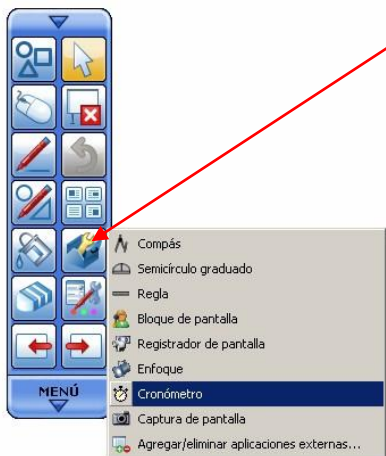 Compás
Semicírculo graduado
Regla
Bloque de pantalla
Registrador de pantalla
Enfoque
MENÚ
Cronómetro
Captura de pantalla
Agregar/eliminar aplicaciones externas...